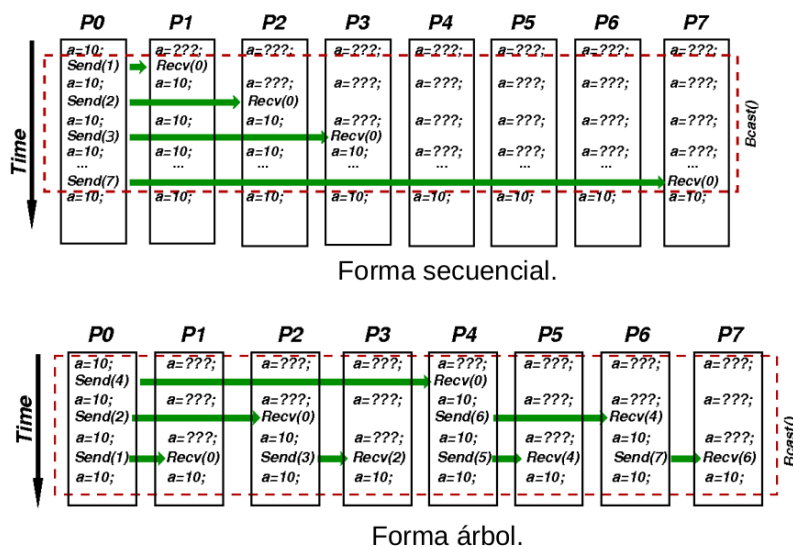 P0 P1 P2 P3 P4 P5 P6 P7
a=10; a=???; a=???; a=???; a=???; a=???; a=???; a=???;
Send(1) Recv(0)
a=10; a=10; a=???; a=???; a=???; a=???; a=???; a=???;
Send(2) Recv(0)
a=10; a=10; a=10; a=???; a=???; a=???; a=???; a=???;
Send(3) Recv(0)
a=10; a=10; a=10; a=10; a=???; a=???; a=???; a=???;
... ... ... ... ... ... ... ...
Send(7) Recv(0)
a=10; a=10; a=10; a=10; a=10; a=10; a=10; a=10;
Time
Bcast()
Forma secuencial.
P0 P1 P2 P3 P4 P5 P6 P7
a=10; a=???; a=???; a=???; a=???; a=???; a=???; a=???;
Send(4) Recv(0)
a=10; a=???; a=???; a=???; a=10; a=???; a=???; a=???;
Send(2) Recv(0) Send(6) Recv(4)
a=10; a=???; a=10; a=???; a=10; a=???; a=10; a=???;
Send(1) Recv(0) Send(3) Recv(2) Send(5) Recv(4) Send(7) Recv(6)
a=10; a=10; a=10; a=10; a=10; a=10; a=10; a=10;
Time
Bcast()
Forma árbol.